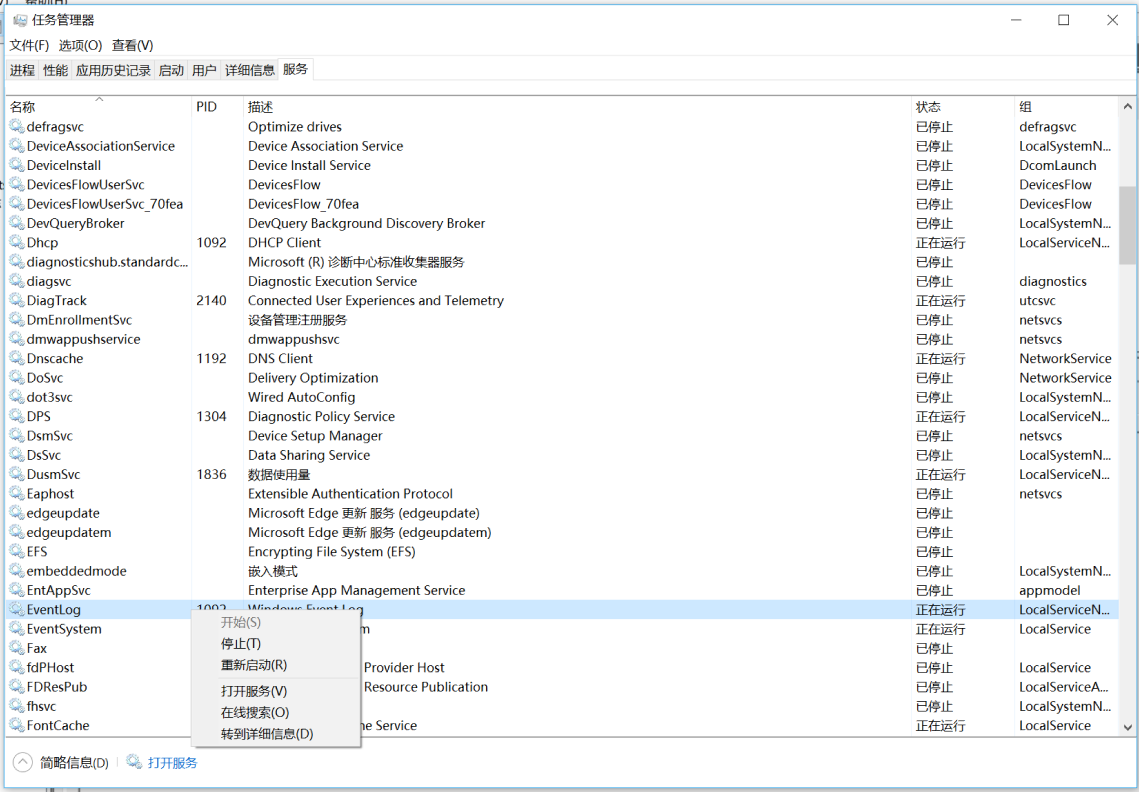 帮助(H)
任务管理器
文件(F) 选项(O) 查看(V)
进程 性能 应用历史记录 启动 用户 详细信息 服务
名称 PID 描述 状态 组
defragsvc Optimize drives 已停止 defragsvc
DeviceAssociationService Device Association Service 已停止 LocalSystemN...
DeviceInstall Device Install Service 已停止 DcomLaunch
DevicesFlowUserSvc DevicesFlow 已停止 DevicesFlow
DevicesFlowUserSvc_70fea DevicesFlow_70fea 已停止 DevicesFlow
DevQueryBroker DevQuery Background Discovery Broker 已停止 LocalSystemN...
Dhcp 1092 DHCP Client 正在运行 LocalServiceN...
diagnosticshub.standardc... Microsoft (R) 诊断中心标准收集器服务 已停止
diagsvc Diagnostic Execution Service 已停止 diagnostics
DiagTrack 2140 Connected User Experiences and Telemetry 正在运行 utcsvc
DmEnrollmentSvc 设备管理注册服务 已停止 netsvcs
dmwappushservice dmwappushsvc 已停止 netsvcs
Dnscache 1192 DNS Client 正在运行 NetworkService
DoSvc Delivery Optimization 已停止 NetworkService
dot3svc Wired AutoConfig 已停止 LocalSystemN...
DPS 1304 Diagnostic Policy Service 正在运行 LocalServiceN...
DsmSvc Device Setup Manager 已停止 netsvcs
DsSvc Data Sharing Service 已停止 LocalSystemN...
DusmSvc 1836 数据使用量 正在运行 LocalServiceN...
Eaphost Extensible Authentication Protocol 已停止 netsvcs
edgeupdate Microsoft Edge 更新 服务 (edgeupdate) 已停止
edgeupdatem Microsoft Edge 更新 服务 (edgeupdatem) 已停止
EFS Encrypting File System (EFS) 已停止
embeddedmode 嵌入模式 已停止 LocalSystemN...
EntAppSvc Enterprise App Management Service 已停止 appmodel
EventLog 1092 Windows Event Log 正在运行 LocalServiceN...
EventSystem m 正在运行 LocalService
Fax 已停止
fdPHost Provider Host 已停止 LocalService
FDResPub Resource Publication 已停止 LocalServiceA...
fhsvc 已停止 LocalSystemN...
FontCache he Service 正在运行 LocalService
开始(S)
停止(T)
重新启动(R)
打开服务(V)
在线搜索(O)
转到详细信息(D)
简略信息(D) 打开服务